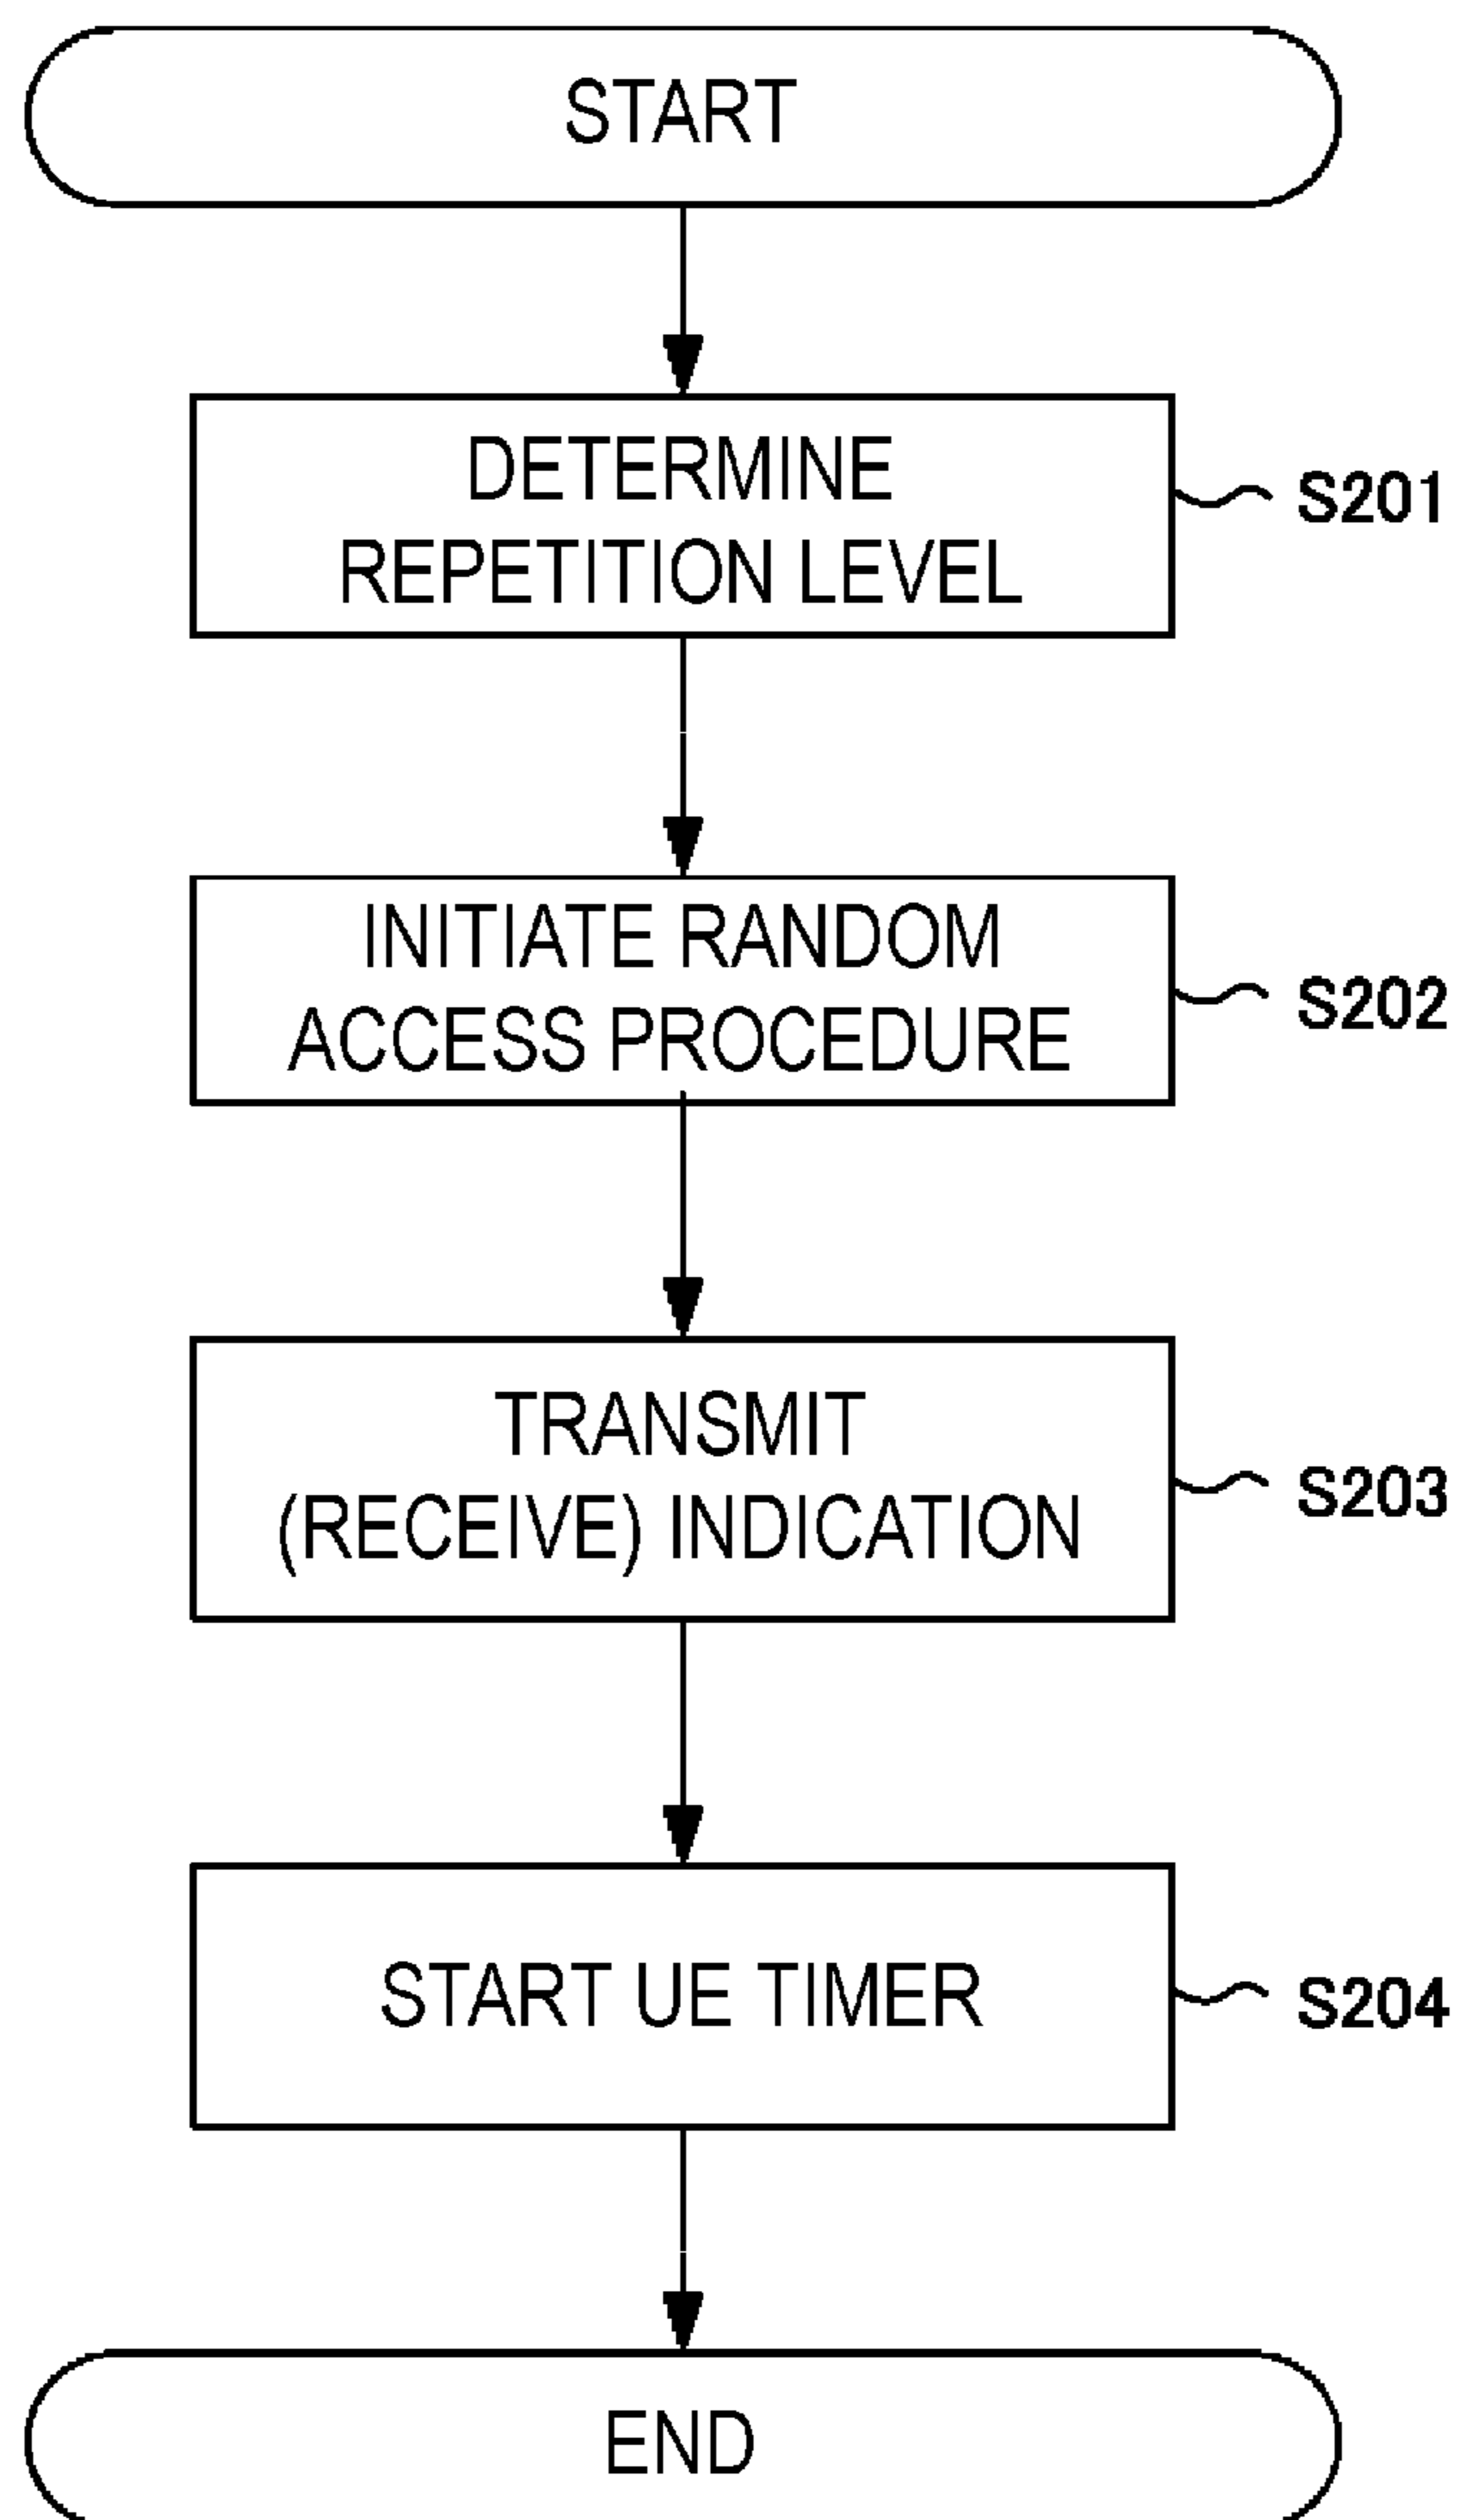 START
DETERMINE
REPETITION LEVEL
S201
INITIATE RANDOM
ACCESS PROCEDURE
S202
TRANSMIT
(RECEIVE) INDICATION
S203
START UE TIMER
S204
END